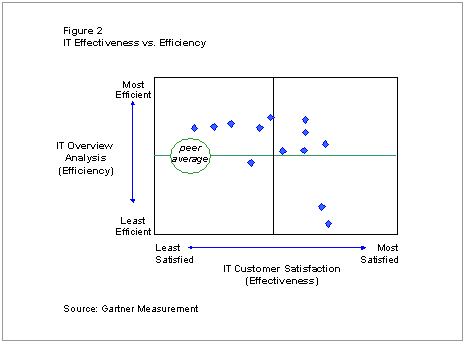 Figure 2
IT Effectiveness vs. Efficiency
Most
Efficient
IT Overview
Analysis
(Efficiency)
peer
average
Least
Efficient
Least
Satisfied
Most
Satisfied
IT Customer Satisfaction
(Effectiveness)
Source: Gartner Measurement